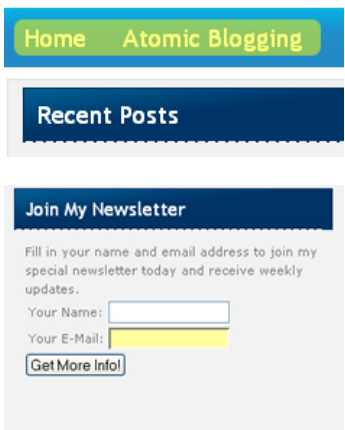 Home Atomic Blogging
Recent Posts
Join My Newsletter
Fill in your name and email address to join my
special newsletter today and receive weekly
updates.
Your Name:
Your E-Mail:
Get More Info!